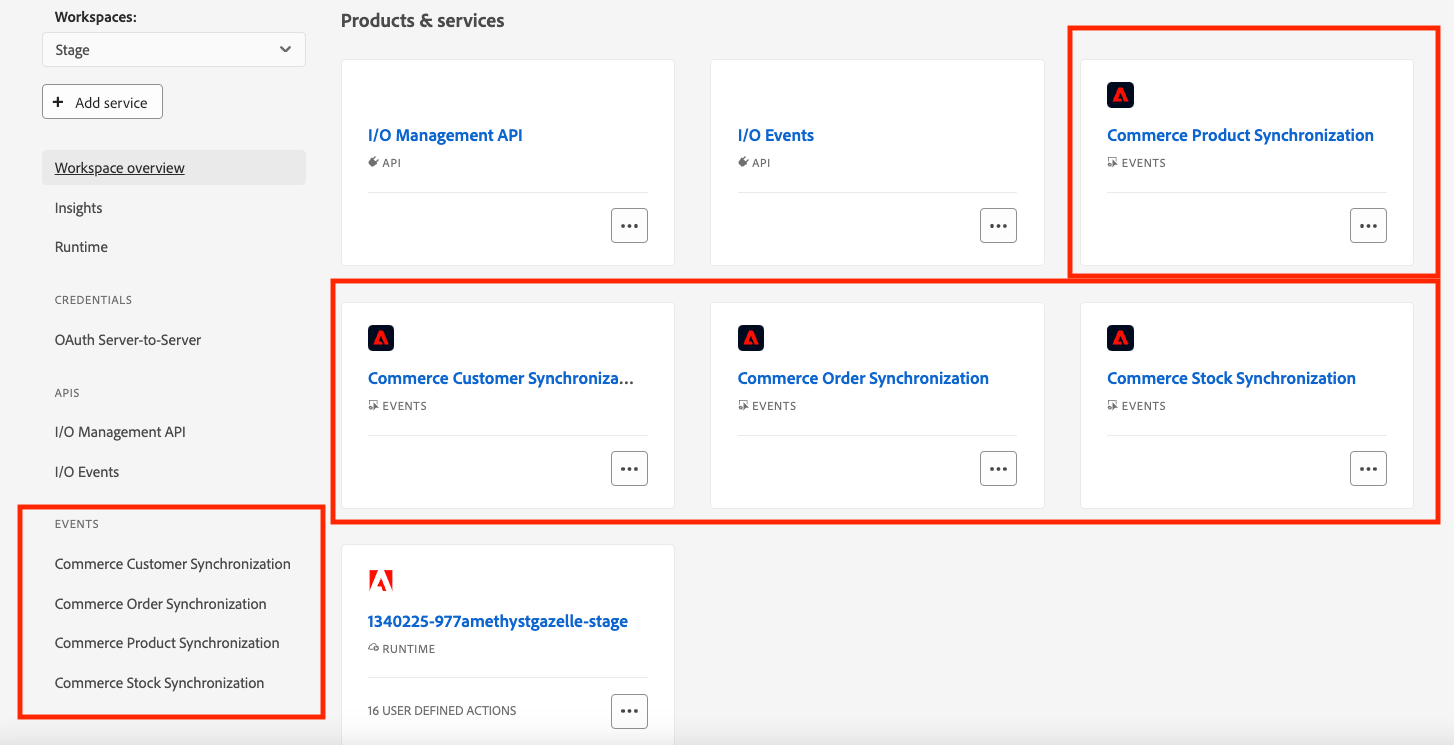 Workspaces:
Stage
+ Add service
Workspace overview
Insights
Runtime
CREDENTIALS
OAuth Server-to-Server
APIS
I/O Management API
I/O Events
EVENTS
Commerce Customer Synchronization
Commerce Order Synchronization
Commerce Product Synchronization
Commerce Stock Synchronization
Products & services
I/O Management API
API
I/O Events
API
Commerce Product Synchronization
EVENTS
Commerce Customer Synchroniza...
EVENTS
Commerce Order Synchronization
EVENTS
Commerce Stock Synchronization
EVENTS
1340225-977amethystgazelle-stage
RUNTIME
16 USER DEFINED ACTIONS